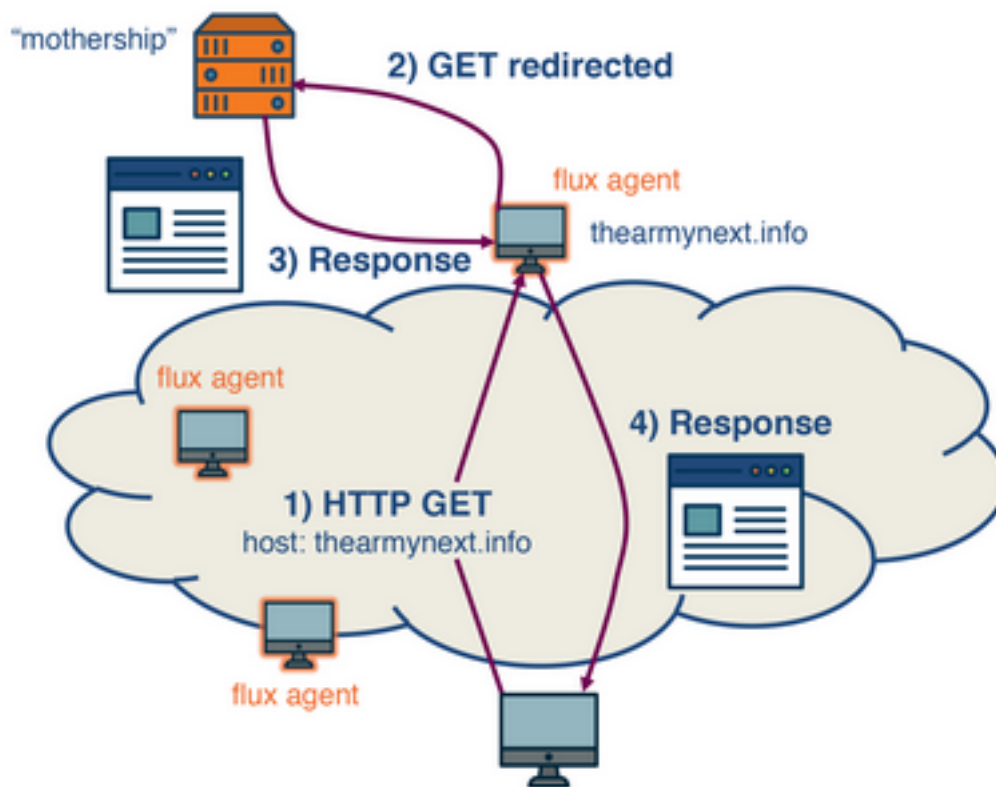 “mothership”
2) GET redirected
flux agent
thearmynext.info
3) Response
flux agent
4) Response
1) HTTP GET
host: thearmynext.info
flux agent